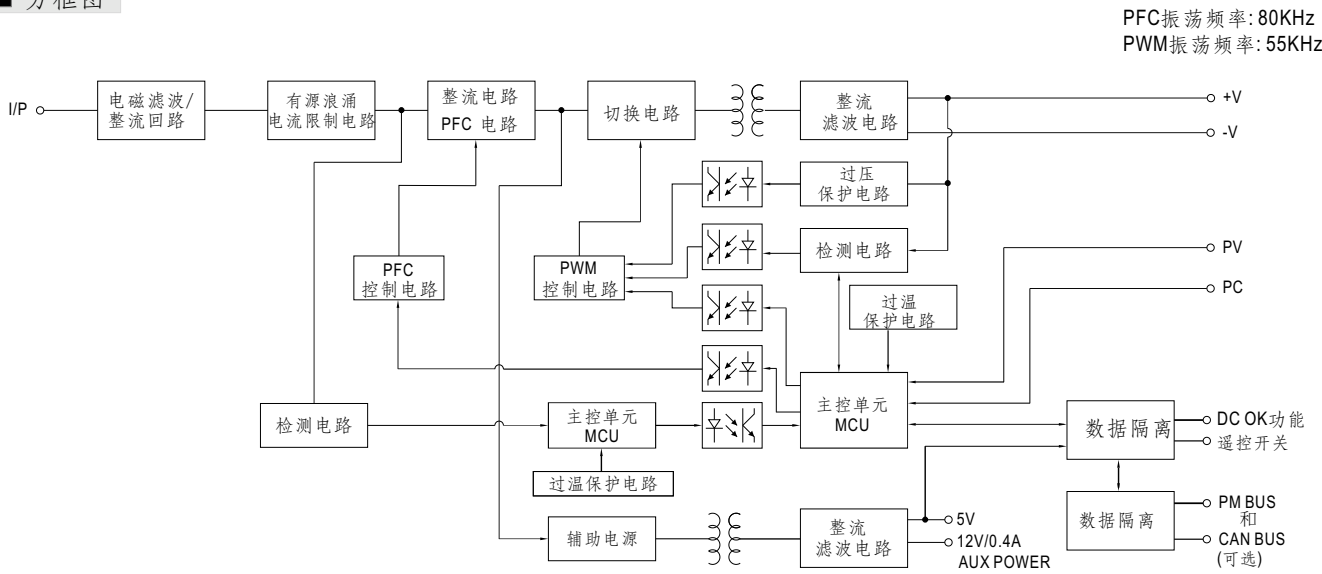 ■ 方框图
PFC振荡频率: 80KHz
PWM振荡频率: 55KHz
I/P
电磁滤波/
整流回路
有源浪涌
电流限制电路
整流电路
PFC 电路
切换电路
整流
滤波电路
+V
-V
过压
保护电路
检测电路
PV
PFC
控制电路
PWM
控制电路
过温
保护电路
PC
检测电路
主控单元
MCU
主控单元
MCU
数据隔离
DC OK功能
遥控开关
过温保护电路
辅助电源
整流
滤波电路
5V
12V/0.4A
AUX POWER
数据隔离
PM BUS
和
CAN BUS
(可选)